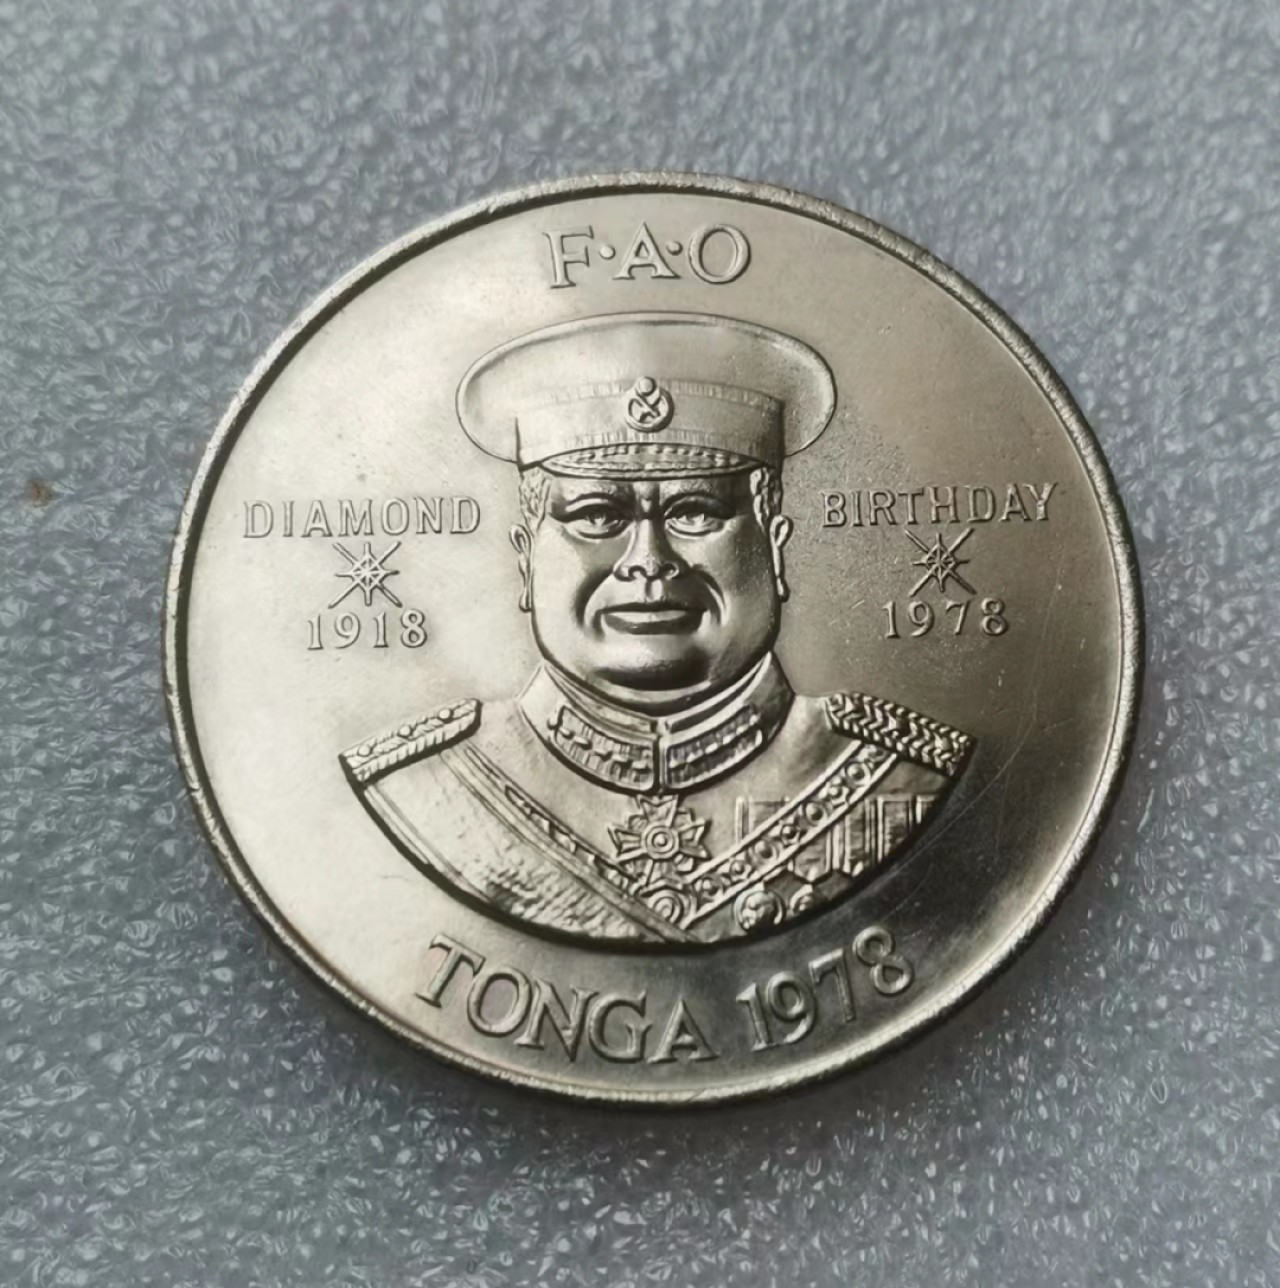 F·A·O
DIAMOND
1918
BIRTHDAY
1978
TONGA 1978